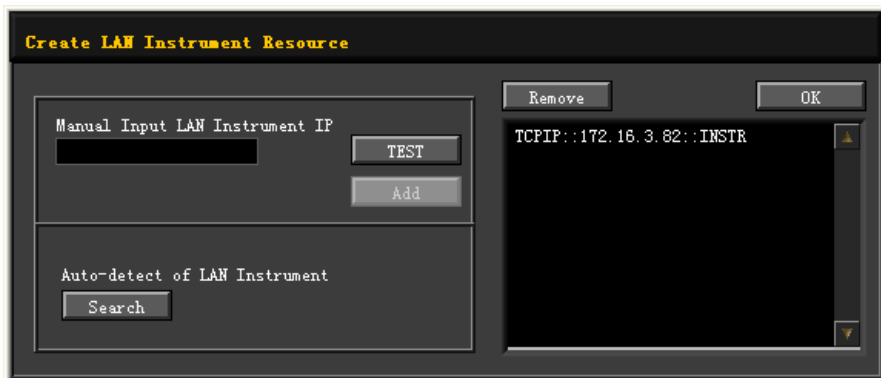 Create LAN Instrument Resource
Manual Input LAN Instrument IP
TEST
Add
Auto-detect of LAN Instrument
Search
Remove
OK
TCPIP::172.16.3.82::INSTR